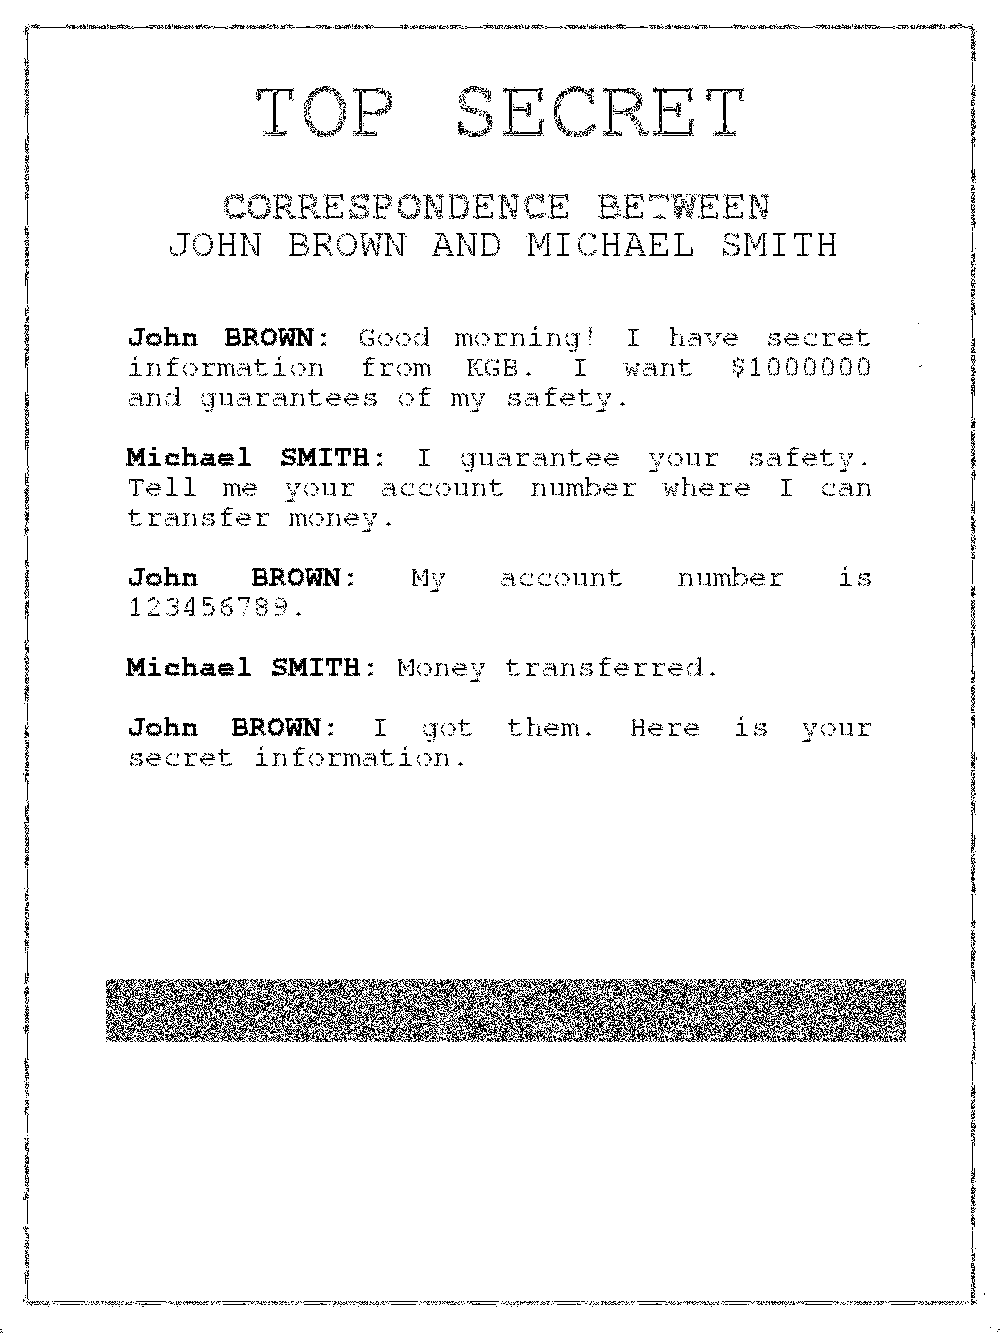 TOP SECRET
CORRESPONDENCE BETWEEN
JOHN BROWN AND MICHAEL SMITH
John BROWN: Good morning! I have secret
information from KGB. I want $1000000
and guarantees of my safety.
Michael SMITH: I guarantee your safety.
Tell me your account number where I can
transfer money.
John BROWN: My account number is
123456789.
Michael SMITH: Money transferred.
John BROWN: I got them. Here is your
secret information.